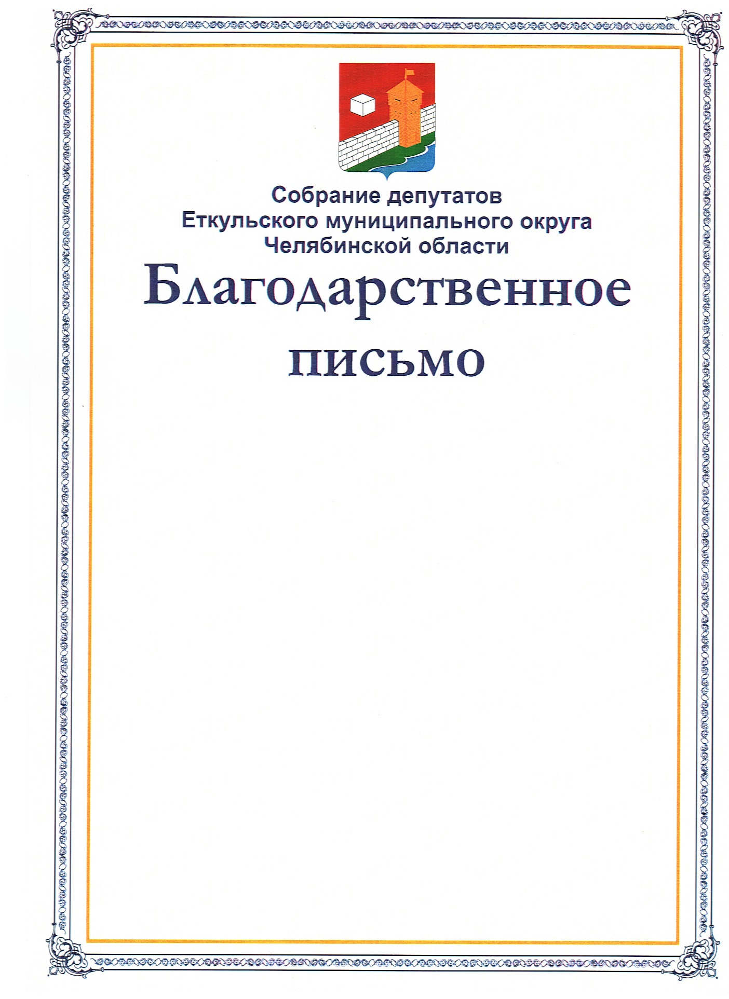 Собрание депутатов
Еткульского муниципального округа
Челябинской области
Благодарственное
письмо